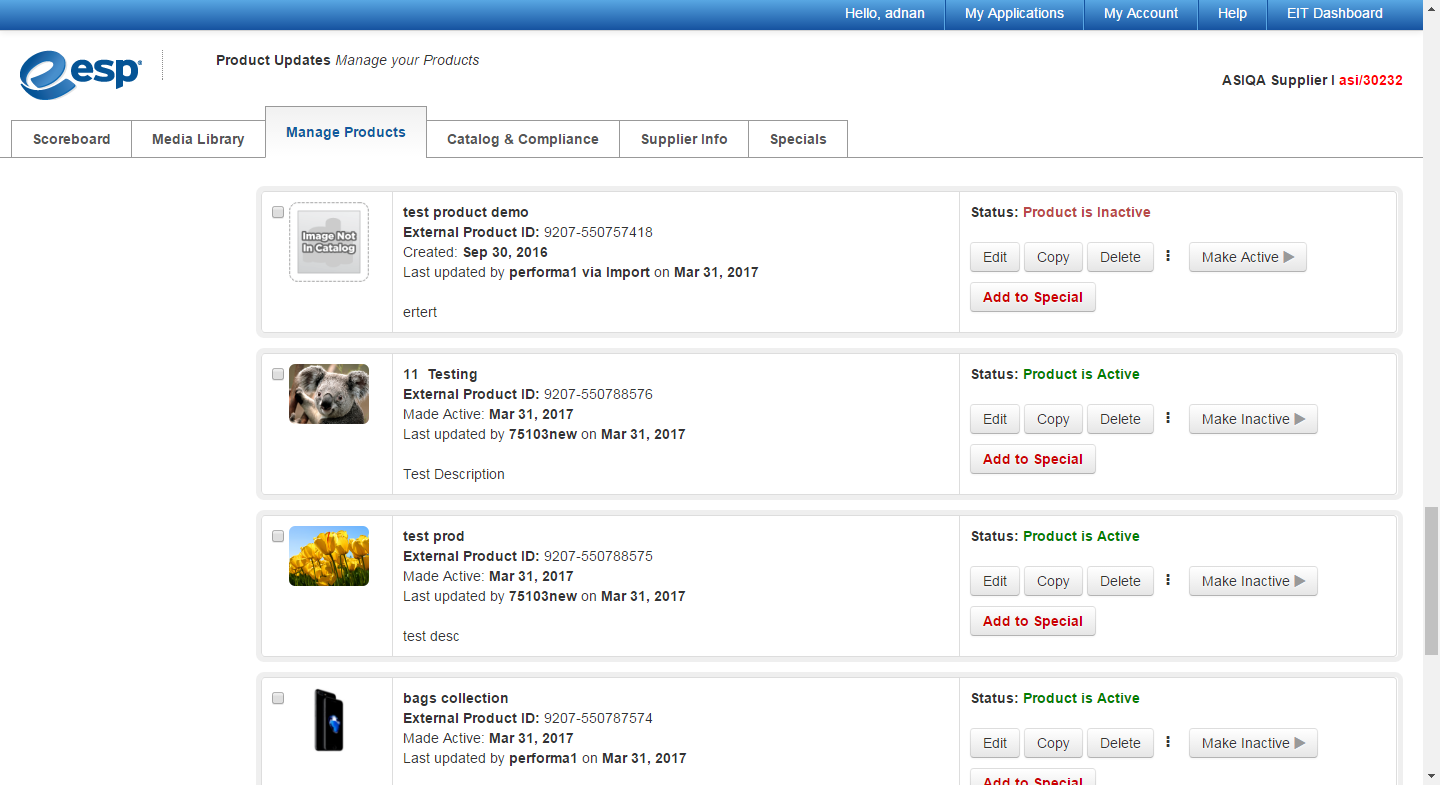 Hello, adnan My Applications My Account Help EIT Dashboard
esp
Product Updates Manage your Products
ASIQA Supplier | asi/30232
Scoreboard Media Library Manage Products Catalog & Compliance Supplier Info Specials
Image Not
In Catalog
test product demo
External Product ID: 9207-550757418
Created: Sep 30, 2016
Last updated by performa1 via Import on Mar 31, 2017
ertert
Status: Product is Inactive
Edit Copy Delete Make Active
Add to Special
11 Testing
External Product ID: 9207-550788576
Made Active: Mar 31, 2017
Last updated by 75103new on Mar 31, 2017
Test Description
Status: Product is Active
Edit Copy Delete Make Inactive
Add to Special
test prod
External Product ID: 9207-550788575
Made Active: Mar 31, 2017
Last updated by 75103new on Mar 31, 2017
test desc
Status: Product is Active
Edit Copy Delete Make Inactive
Add to Special
bags collection
External Product ID: 9207-550787574
Made Active: Mar 31, 2017
Last updated by performa1 on Mar 31, 2017
Status: Product is Active
Edit Copy Delete Make Inactive
Add to Special